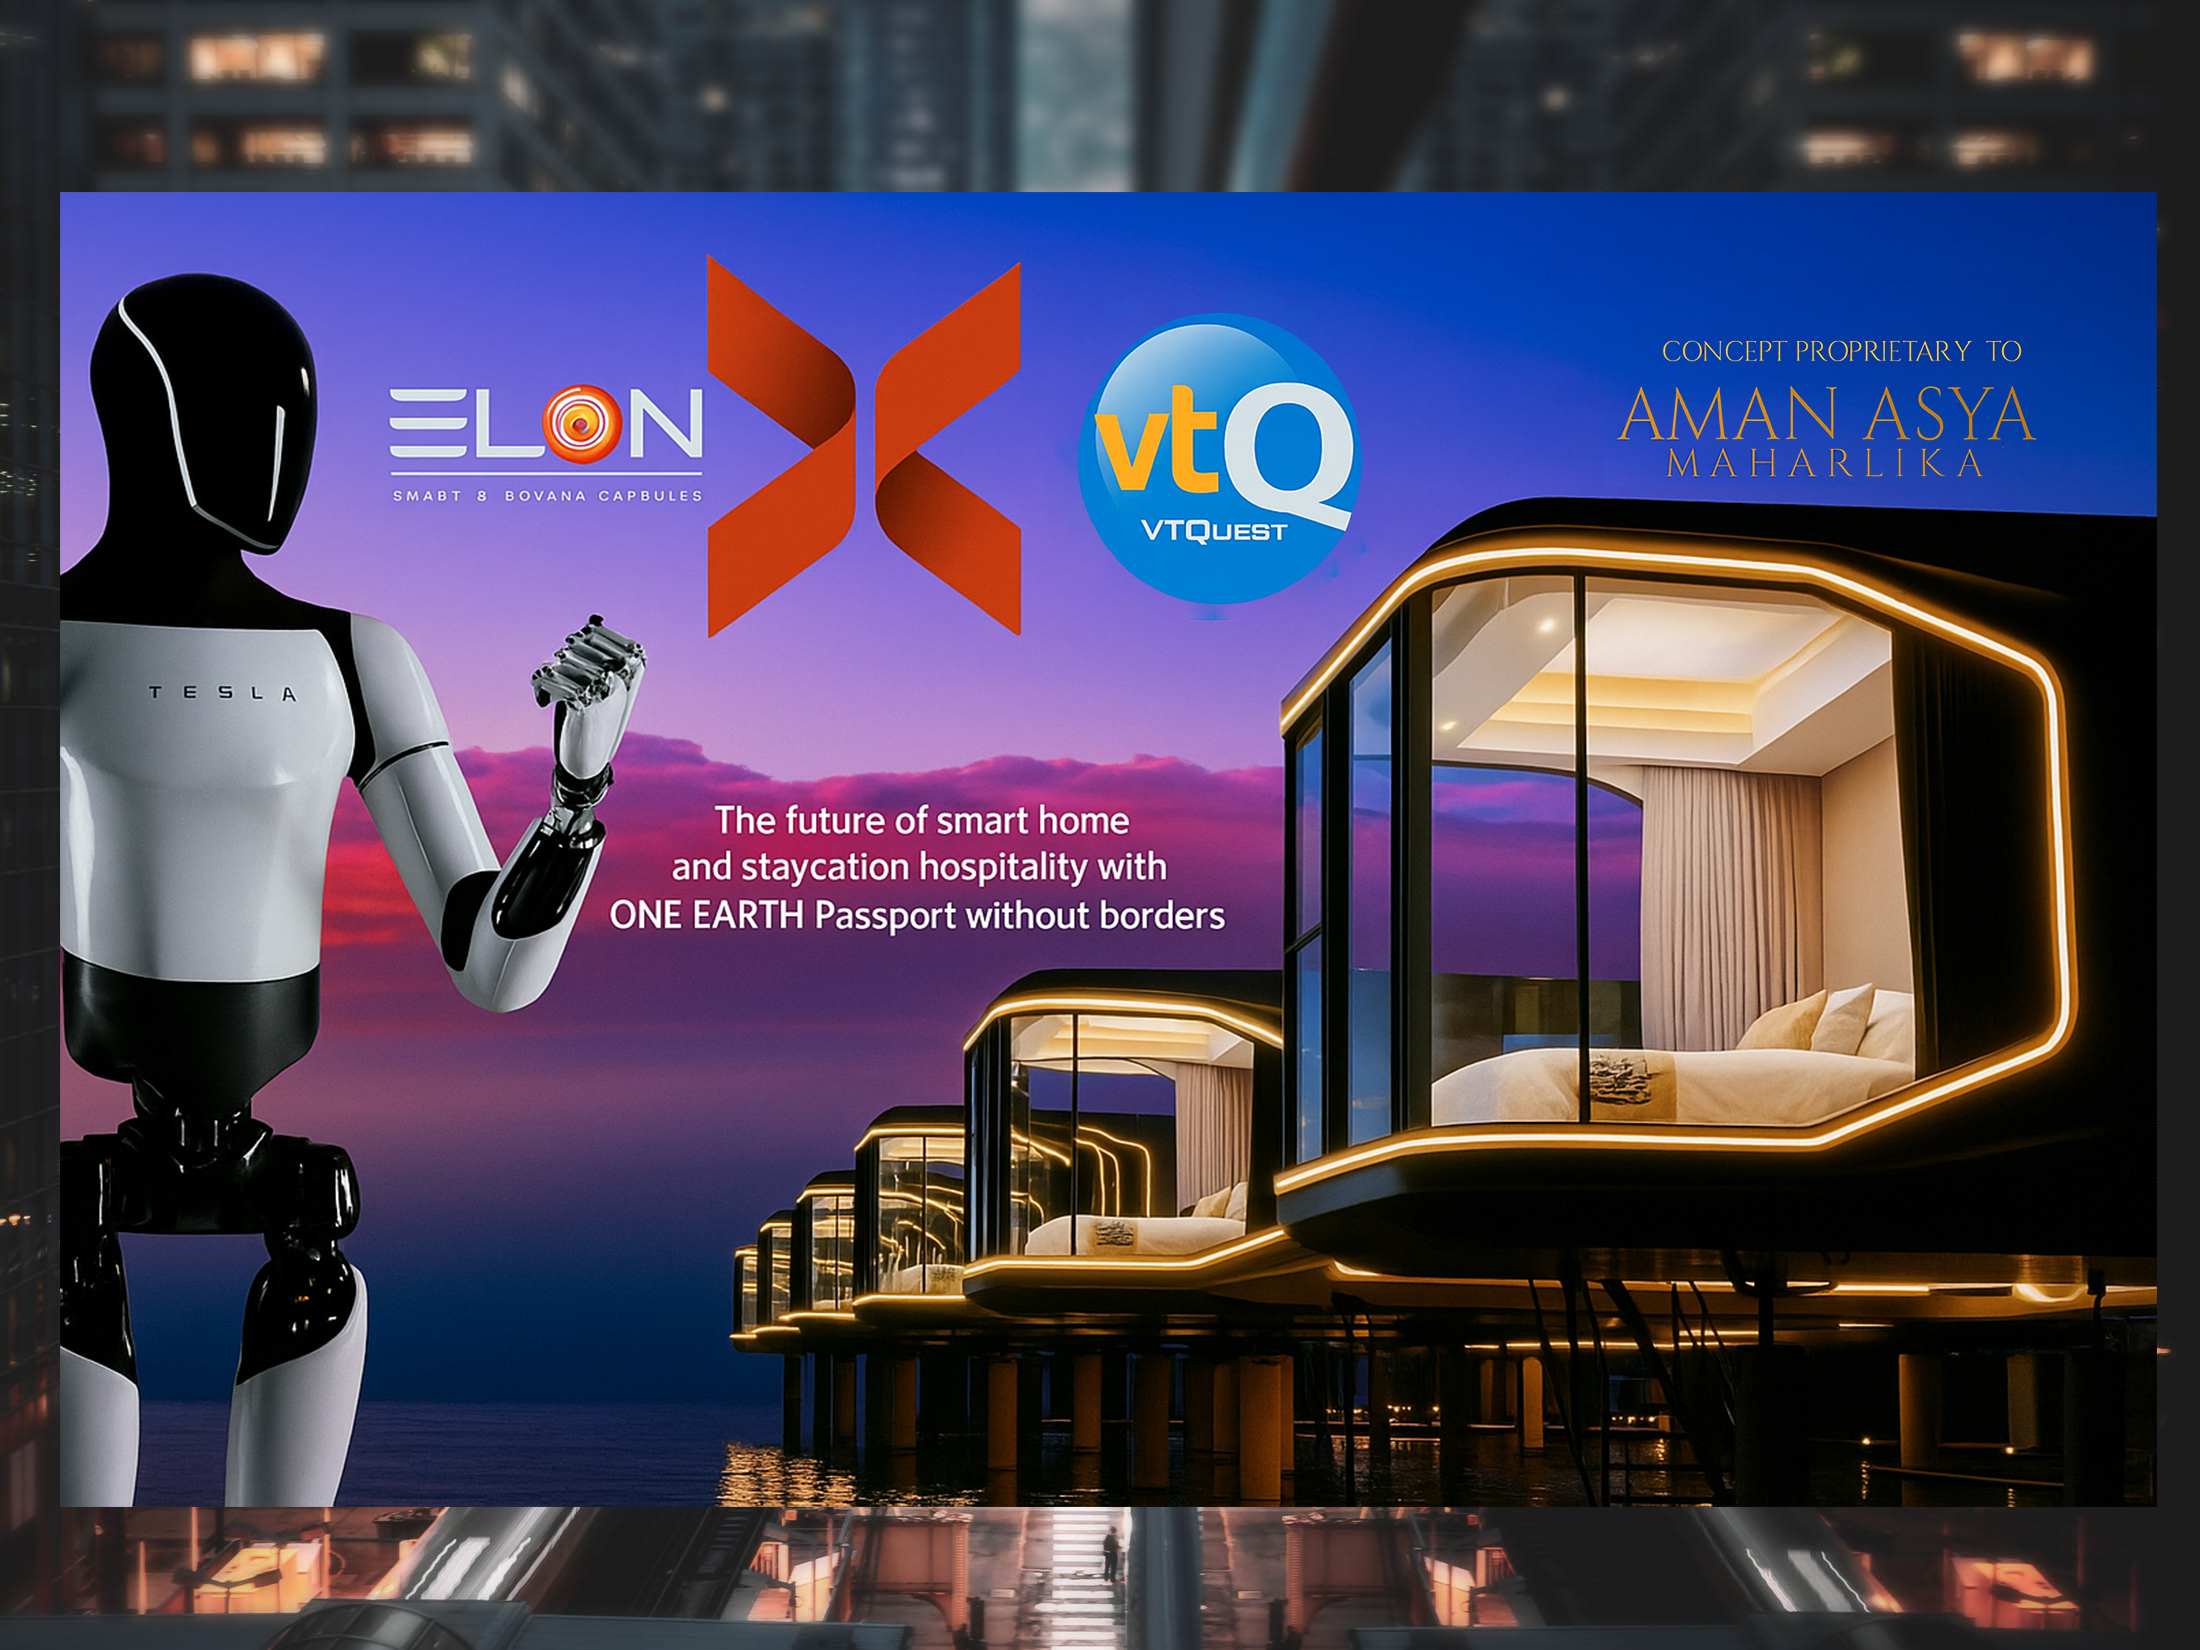 ELON
SMABT 8 BOVANA CAPBULES
X
vtQ
VTQUEST
CONCEPT PROPRIETARY TO
AMAN ASYA
MAHARLIKA
TESLA
The future of smart home
and staycation hospitality with
ONE EARTH Passport without borders